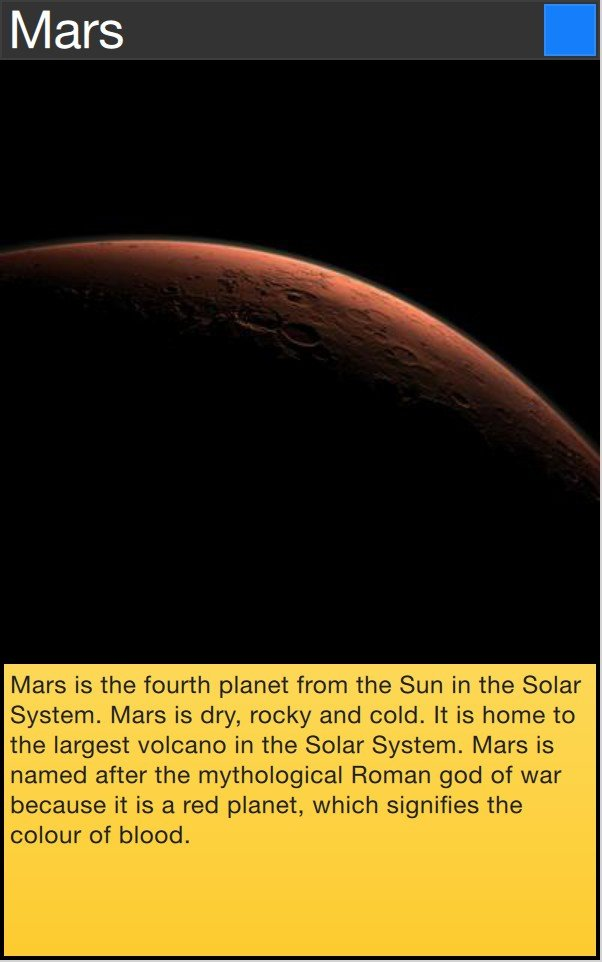 Mars
Mars is the fourth planet from the Sun in the Solar
System. Mars is dry, rocky and cold. It is home to
the largest volcano in the Solar System. Mars is
named after the mythological Roman god of war
because it is a red planet, which signifies the
colour of blood.